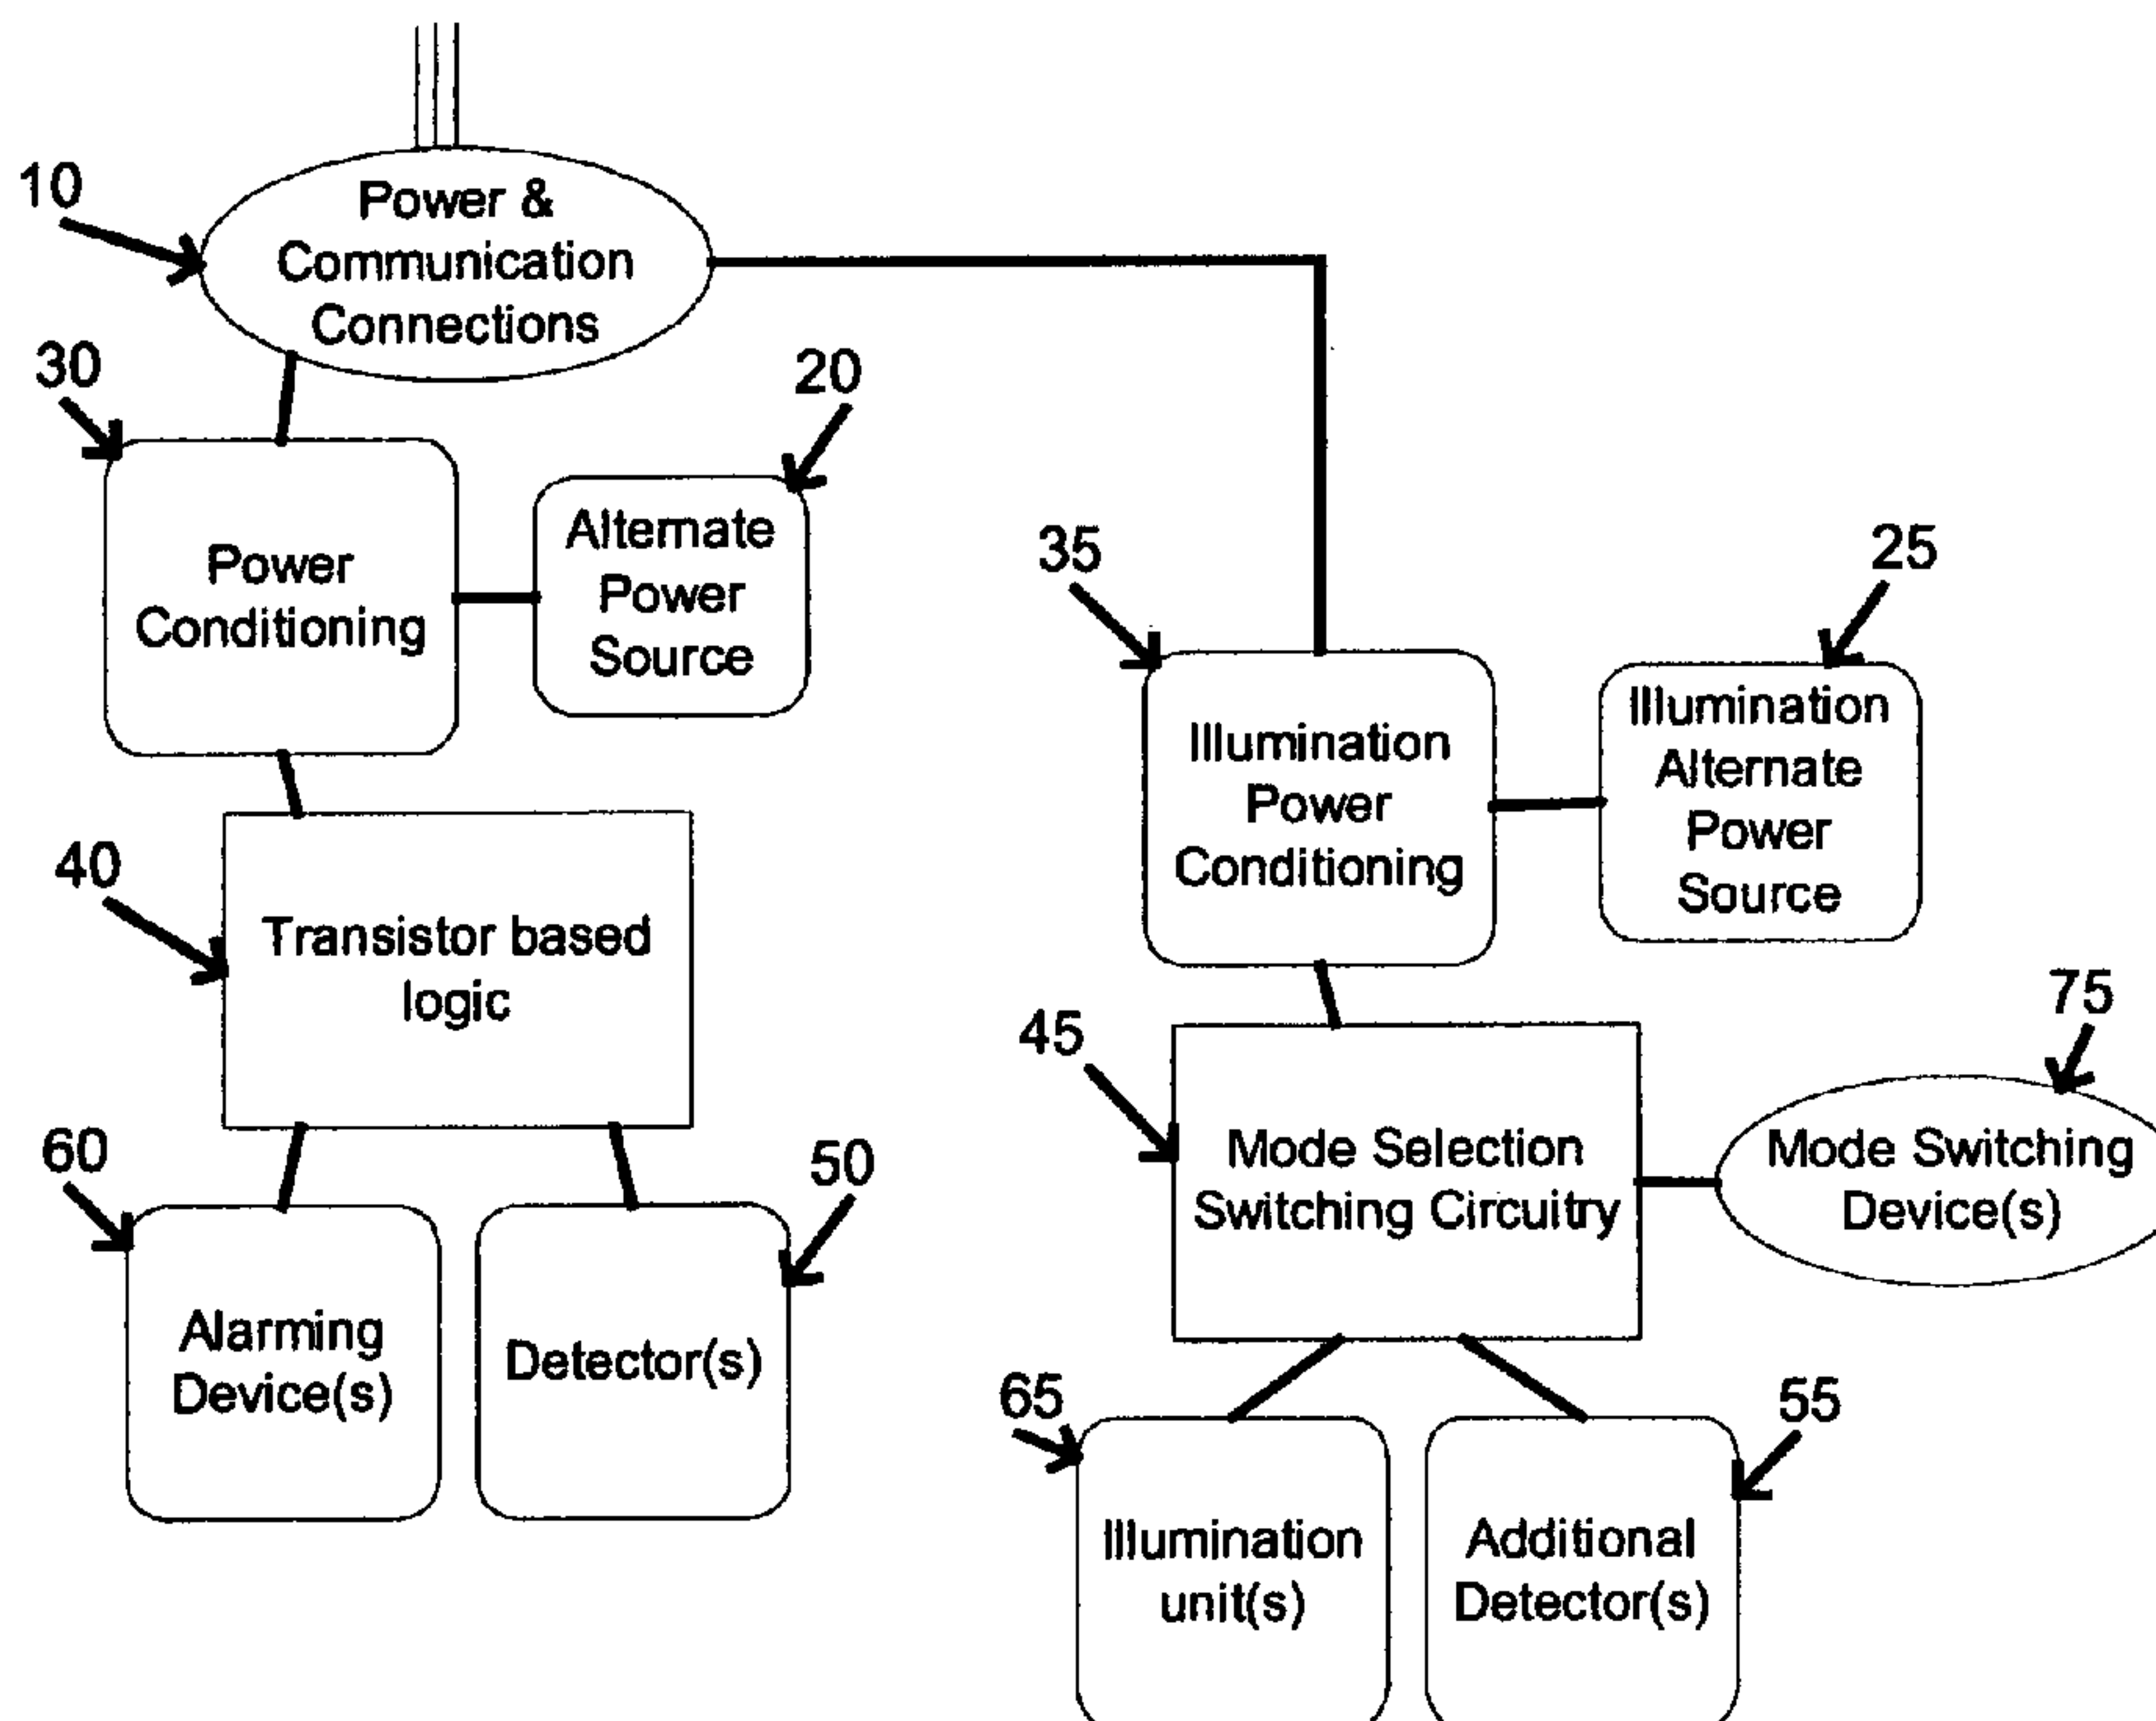 10
Power &
Communication
Connections
30
20
Power
Conditioning
Alternate
Power
Source
35
25
Illumination
Power
Conditioning
Illumination
Alternate
Power
Source
40
Transistor based
logic
45
75
Mode Selection
Switching Circuitry
Mode Switching
Device(s)
60
50
Alarming
Device(s)
Detector(s)
65
55
Illumination
unit(s)
Additional
Detector(s)